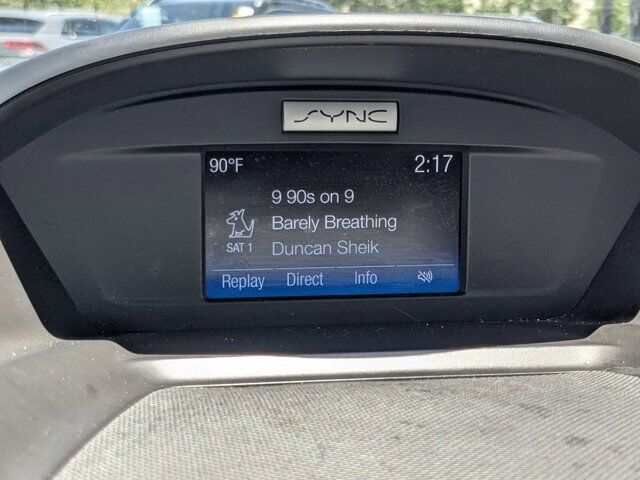 SYNC
90°F 2:17
9 90s on 9
Barely Breathing
SAT 1 Duncan Sheik
Replay Direct Info